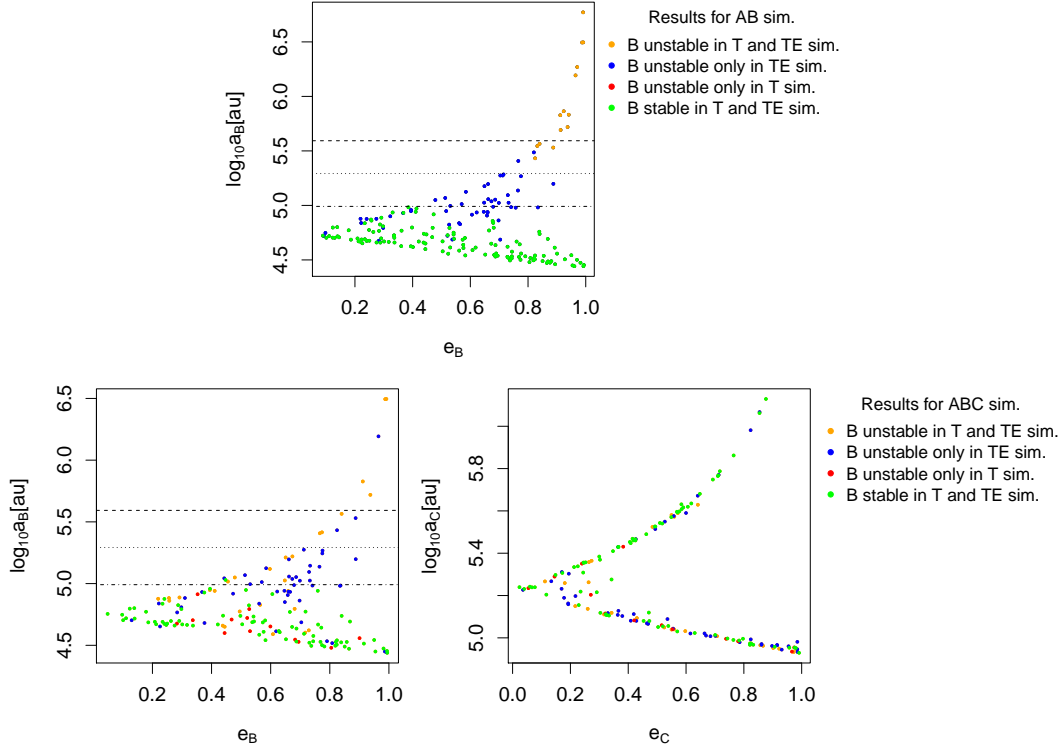 Results for AB sim.
B unstable in T and TE sim.
B unstable only in TE sim.
B unstable only in T sim.
B stable in T and TE sim.
log10aB[au]
6.5
6.0
5.5
5.0
4.5
0.2 0.4 0.6 0.8 1.0
eB
log10aB[au]
6.5
6.0
5.5
5.0
4.5
0.2 0.4 0.6 0.8 1.0
eB
log10aC[au]
5.8
5.4
5.0
0.0 0.2 0.4 0.6 0.8 1.0
eC
Results for ABC sim.
B unstable in T and TE sim.
B unstable only in TE sim.
B unstable only in T sim.
B stable in T and TE sim.